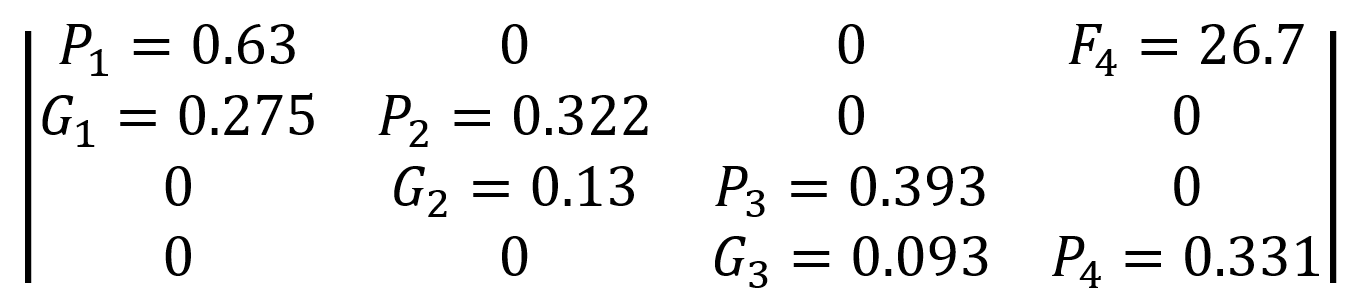 P₁ = 0.63 0 0 F₄ = 26.7
G₁ = 0.275 P₂ = 0.322 0 0
0 G₂ = 0.13 P₃ = 0.393 0
0 0 G₃ = 0.093 P₄ = 0.331